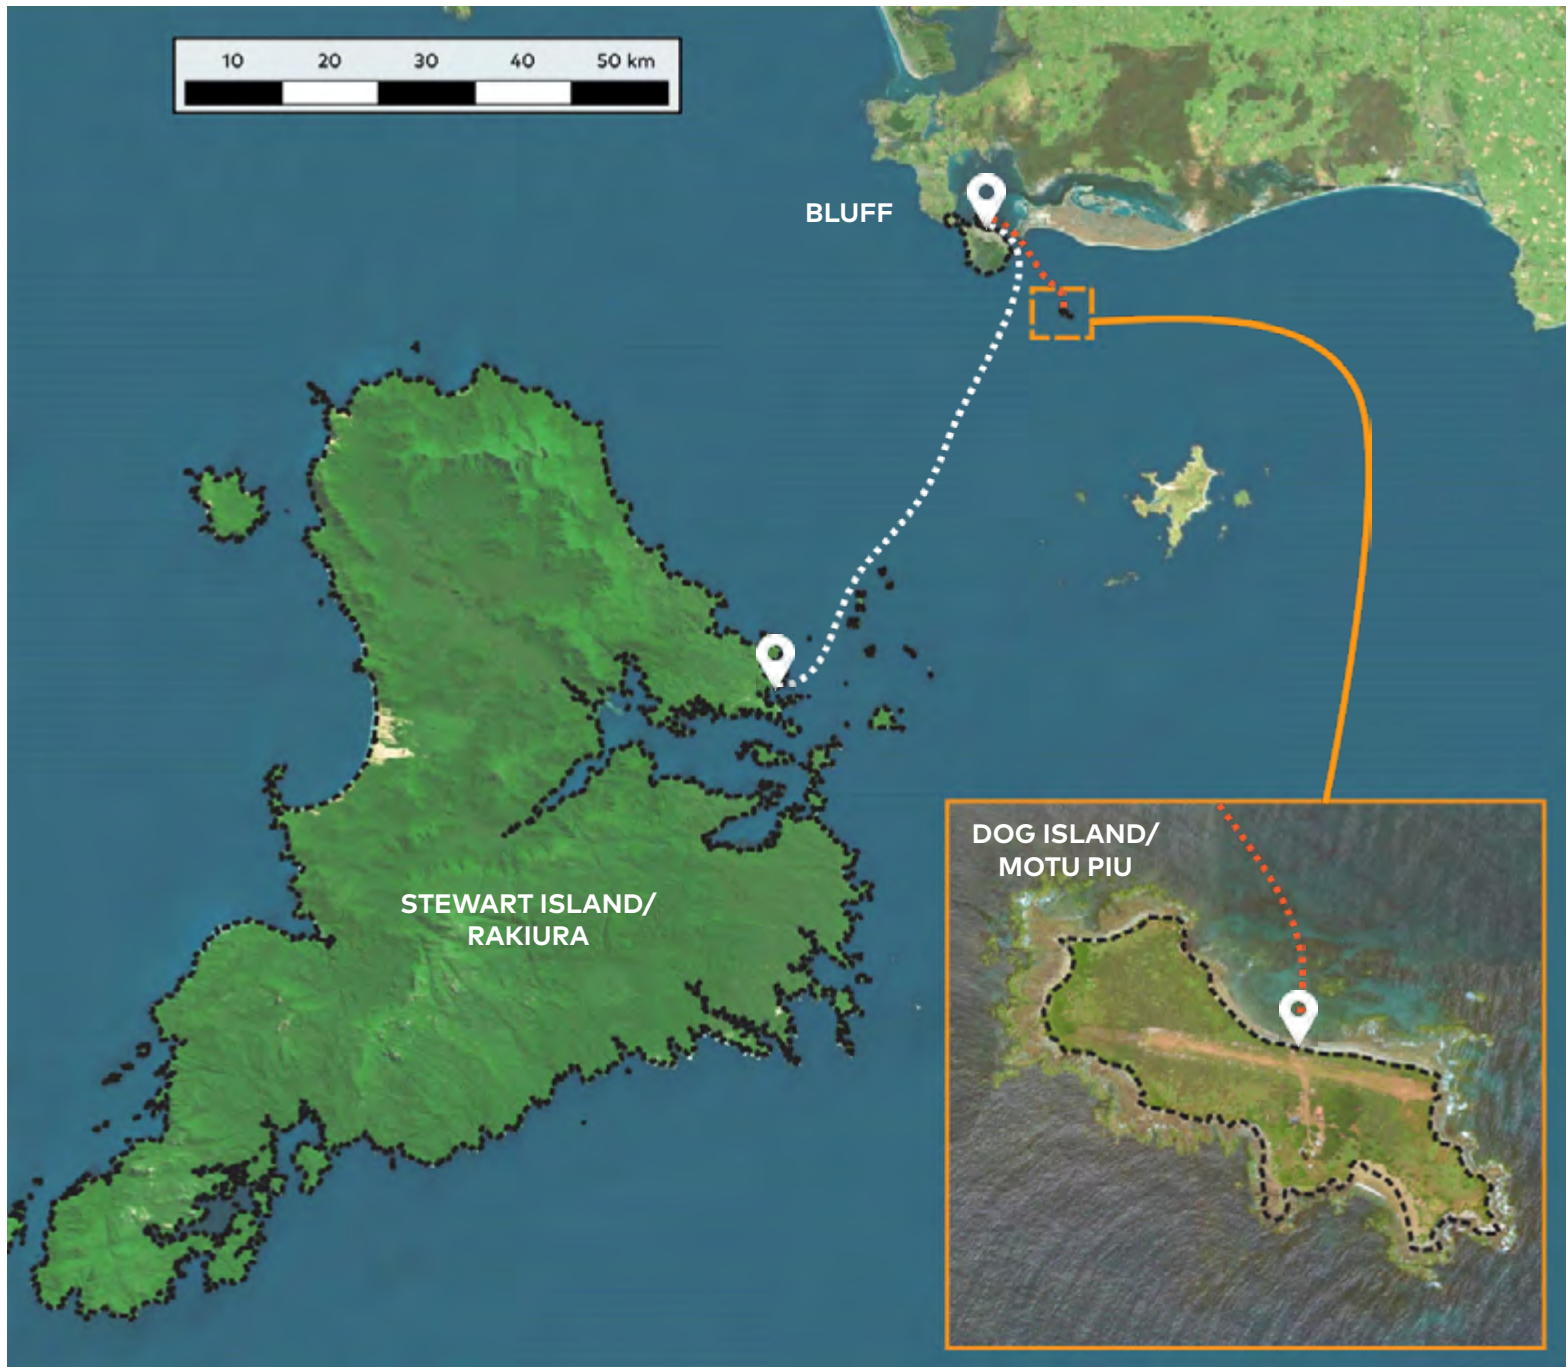 10 20 30 40 50 km
BLUFF
STEWART ISLAND/
RAKIURA
DOG ISLAND/
MOTU PIU